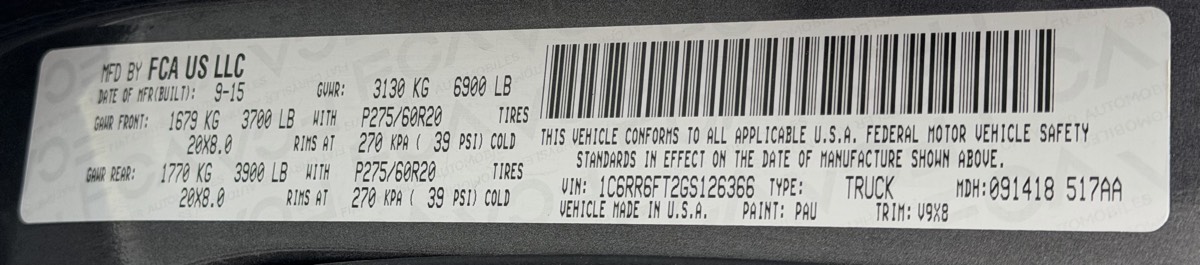 MFD BY FCA US LLC
DATE OF MFR(BUILT): 9-15 GVWR: 3130 KG 6900 LB
GAWR FRONT: 1679 KG 3700 LB WITH P275/60R20 TIRES
20X8.0 RIMS AT 270 KPA ( 39 PSI) COLD
GAWR REAR: 1770 KG 3900 LB WITH P275/60R20 TIRES
20X8.0 RIMS AT 270 KPA ( 39 PSI) COLD
THIS VEHICLE CONFORMS TO ALL APPLICABLE U.S.A. FEDERAL MOTOR VEHICLE SAFETY
STANDARDS IN EFFECT ON THE DATE OF MANUFACTURE SHOWN ABOVE.
VIN: 1C6RR6FT2GS126366 TYPE: TRUCK MDH:091418 517AA
VEHICLE MADE IN U.S.A. PAINT: PAU TRIM: V9X8